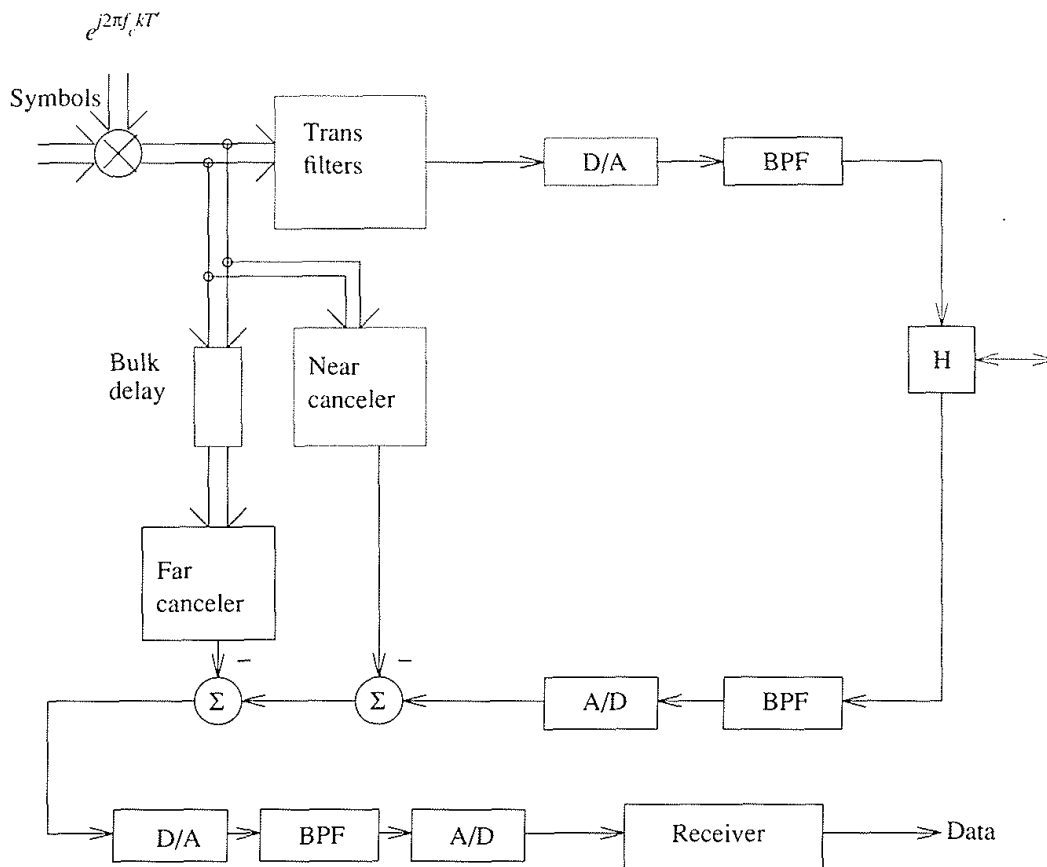 e^{j2πf_c kT'}
Symbols
Trans
filters
D/A
BPF
H
Bulk
delay
Near
canceler
Far
canceler
−
−
Σ
Σ
A/D
BPF
D/A
BPF
A/D
Receiver
Data